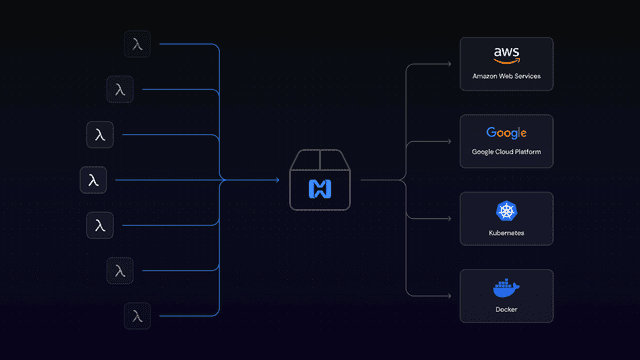 λ
λ
λ
λ
λ
λ
λ
aws
Amazon Web Services
Google
Google Cloud Platform
Kubernetes
Docker